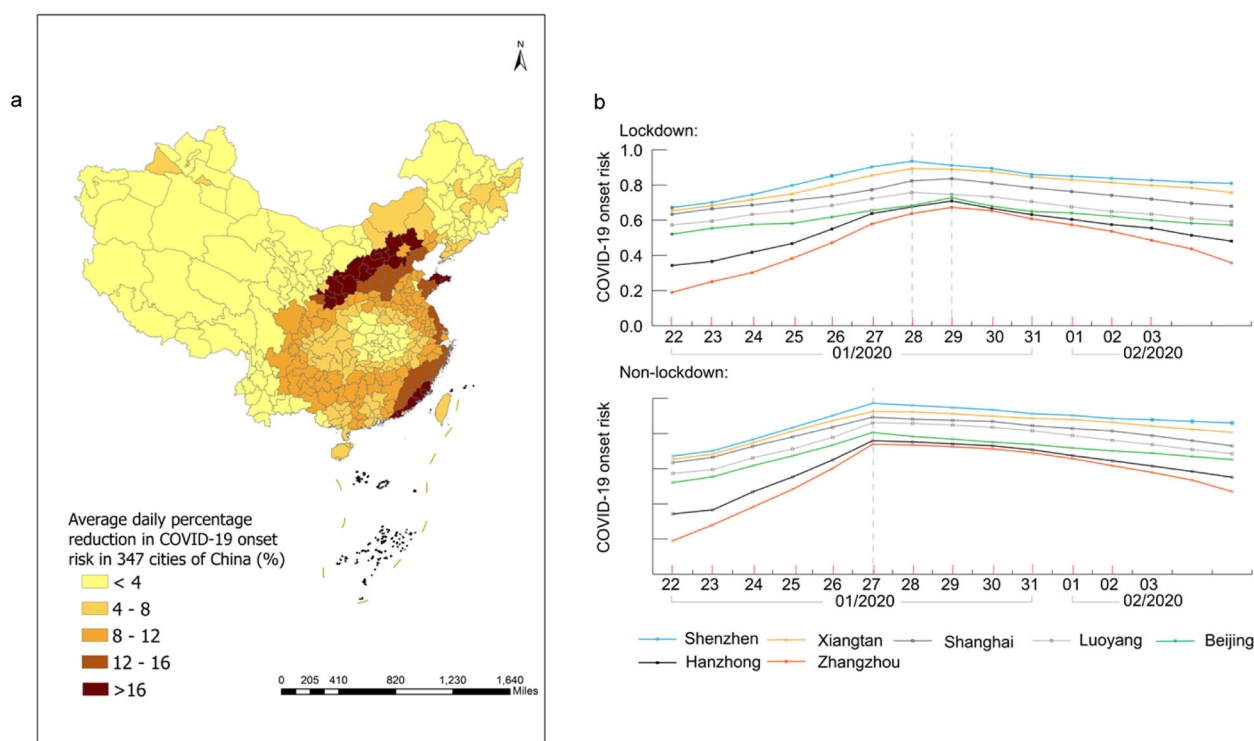 a
N
Average daily percentage
reduction in COVID-19 onset
risk in 347 cities of China (%)
< 4
4 - 8
8 - 12
12 - 16
>16
0 205 410 820 1,230 1,640
Miles
b
Lockdown:
COVID-19 onset risk
1.0
0.8
0.6
0.4
0.2
0.0
22 23 24 25 26 27 28 29 30 31 01 02 03
01/2020 02/2020
Non-lockdown:
COVID-19 onset risk
22 23 24 25 26 27 28 29 30 31 01 02 03
01/2020 02/2020
Shenzhen Xiangtan Shanghai Luoyang Beijing
Hanzhong Zhangzhou